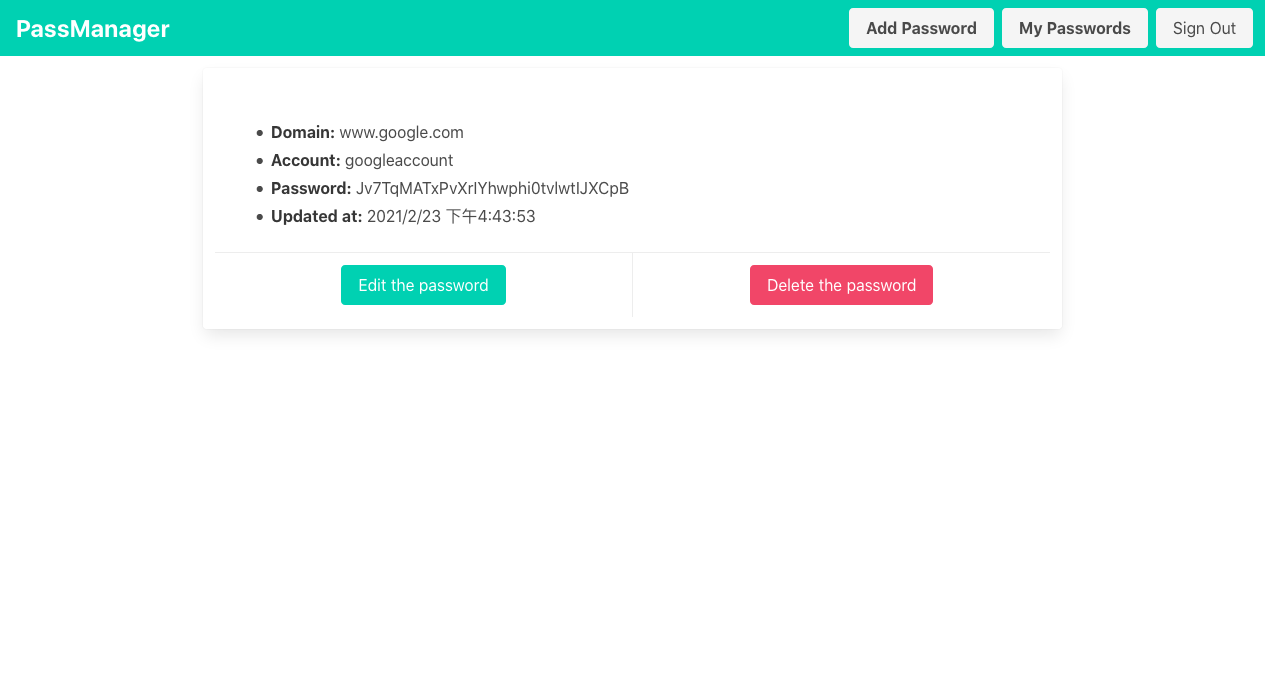 PassManager
Add Password
My Passwords
Sign Out
Domain: www.google.com
Account: googleaccount
Password: Jv7TqMATxPvXrIYhwphi0tvlwtIJXCpB
Updated at: 2021/2/23 下午4:43:53
Edit the password
Delete the password